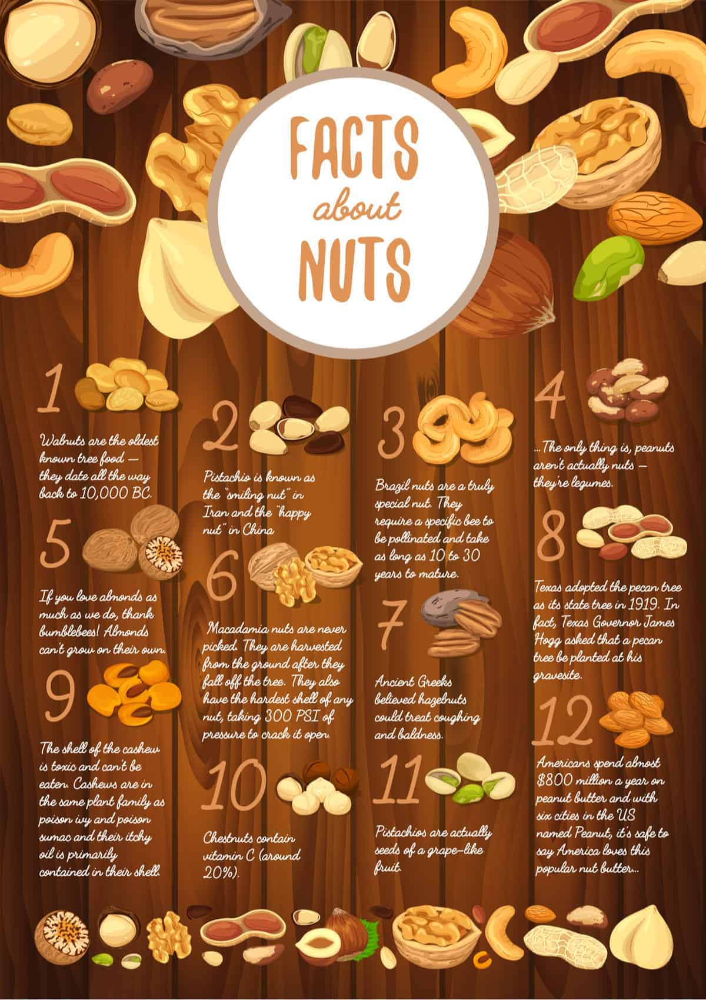 FACTS
about
NUTS
1
Walnuts are the oldest
known tree food —
they date all the way
back to 10,000 BC.
2
Pistachio is known as
the "smiling nut" in
Iran and the "happy
nut" in China
3
Brazil nuts are a truly
special nut. They
require a specific bee to
be pollinated and take
as long as 10 to 30
years to mature.
4
...The only thing is, peanuts
aren't actually nuts —
they're legumes.
5
If you love almonds as
much as we do, thank
bumblebees! Almonds
can't grow on their own.
6
Macadamia nuts are never
picked. They are harvested
from the ground after they
fall off the tree. They also
have the hardest shell of any
nut, taking 300 PSI of
pressure to crack it open.
7
Ancient Greeks
believed hazelnuts
could treat coughing
and baldness.
8
Texas adopted the pecan tree
as its state tree in 1919. In
fact, Texas Governor James
Hogg asked that a pecan
tree be planted at his
gravesite.
9
The shell of the cashew
is toxic and can't be
eaten. Cashews are in
the same plant family as
poison ivy and poison
sumac and their itchy
oil is primarily
contained in their shell.
10
Chestnuts contain
vitamin C (around
20%).
11
Pistachios are actually
seeds of a grape-like
fruit.
12
Americans spend almost
$800 million a year on
peanut butter and with
six cities in the US
named Peanut, it's safe to
say America loves this
popular nut butter...